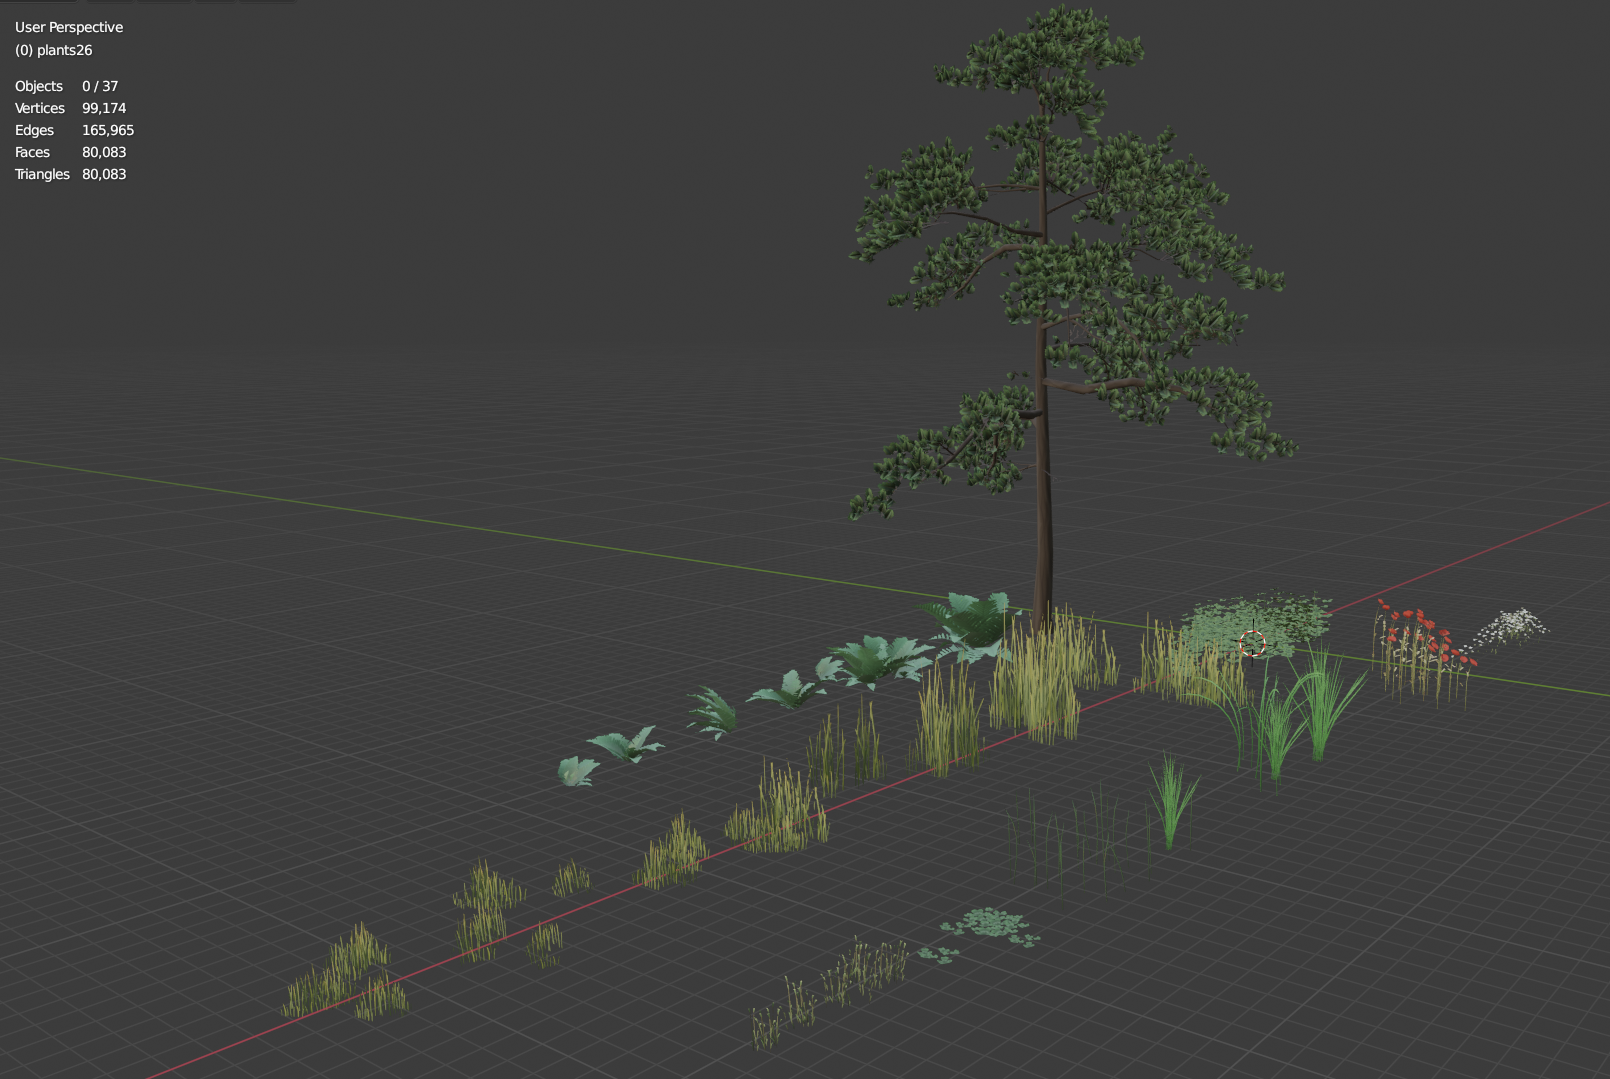 User Perspective
(0) plants26
Objects 0 / 37
Vertices 99,174
Edges 165,965
Faces 80,083
Triangles 80,083